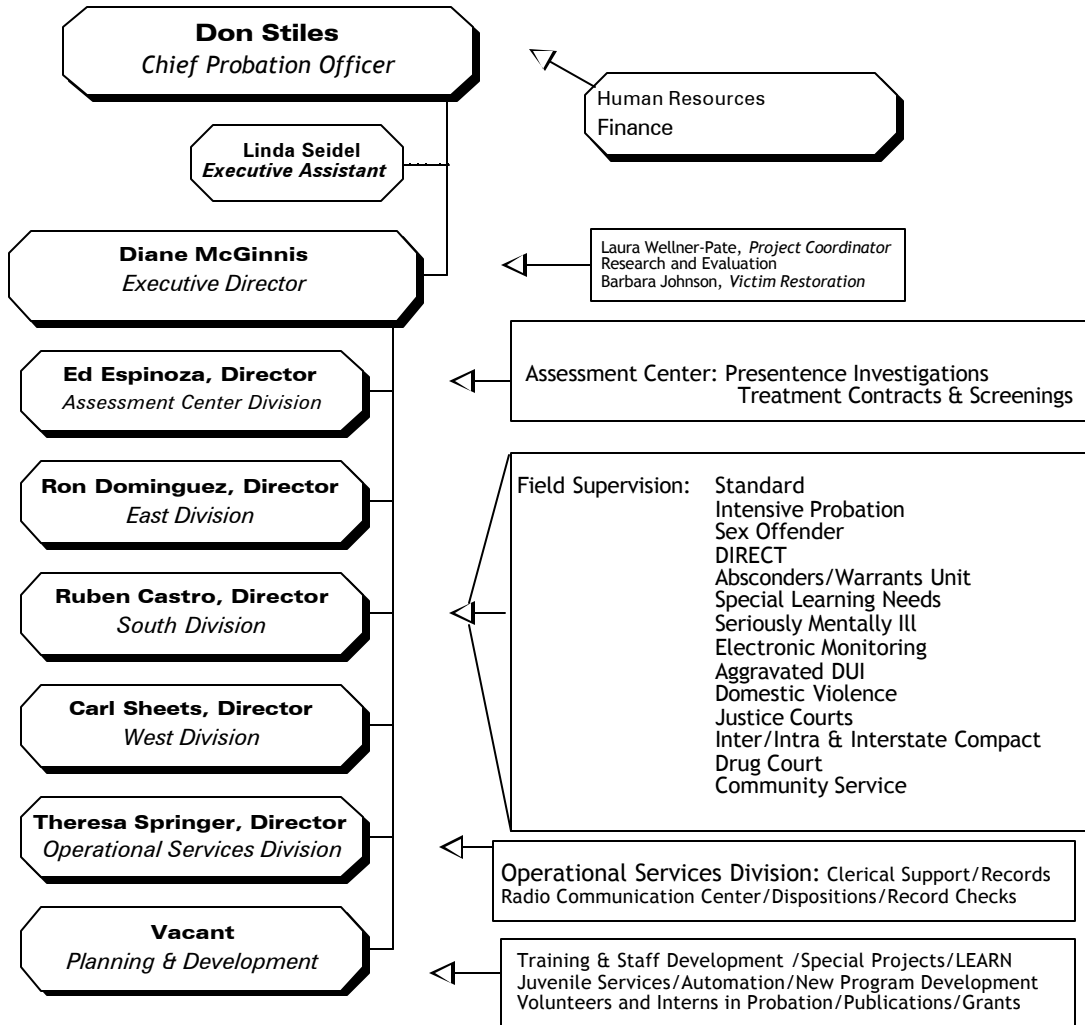 Don Stiles
Chief Probation Officer
Human Resources
Finance
Linda Seidel
Executive Assistant
Diane McGinnis
Executive Director
Laura Wellner-Pate, Project Coordinator
Research and Evaluation
Barbara Johnson, Victim Restoration
Ed Espinoza, Director
Assessment Center Division
Assessment Center: Presentence Investigations
Treatment Contracts & Screenings
Ron Dominguez, Director
East Division
Ruben Castro, Director
South Division
Carl Sheets, Director
West Division
Field Supervision: Standard
Intensive Probation
Sex Offender
DIRECT
Absconders/Warrants Unit
Special Learning Needs
Seriously Mentally Ill
Electronic Monitoring
Aggravated DUI
Domestic Violence
Justice Courts
Inter/Intra & Interstate Compact
Drug Court
Community Service
Theresa Springer, Director
Operational Services Division
Operational Services Division: Clerical Support/Records
Radio Communication Center/Dispositions/Record Checks
Vacant
Planning & Development
Training & Staff Development /Special Projects/LEARN
Juvenile Services/Automation/New Program Development
Volunteers and Interns in Probation/Publications/Grants